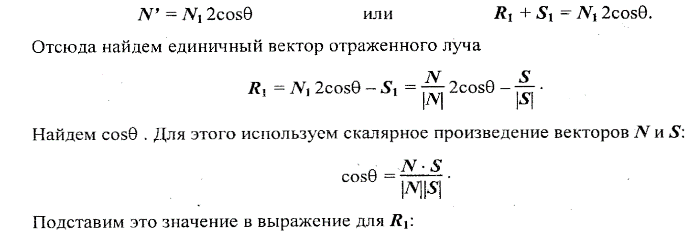 N' = N₁ 2cosθ или R₁ + S₁ = N₁ 2cosθ.
Отсюда найдем единичный вектор отраженного луча
R₁ = N₁ 2cosθ – S₁ = N/|N| 2cosθ – S/|S| .
Найдем cosθ . Для этого используем скалярное произведение векторов N и S:
cosθ = N · S/|N||S| .
Подставим это значение в выражение для R₁: